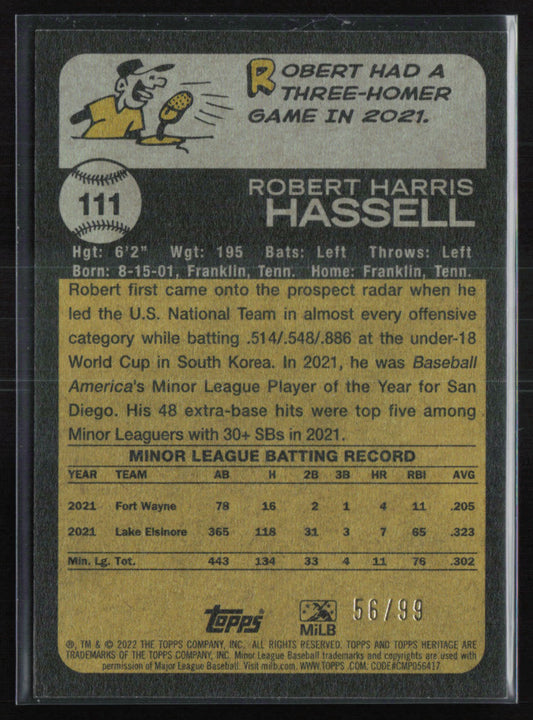 ROBERT HAD A
THREE-HOMER
GAME IN 2021.
111
ROBERT HARRIS
HASSELL
Hgt: 6'2" Wgt: 195 Bats: Left Throws: Left
Born: 8-15-01, Franklin, Tenn. Home: Franklin, Tenn.
Robert first came onto the prospect radar when he
led the U.S. National Team in almost every offensive
category while batting .514/.548/.886 at the under-18
World Cup in South Korea. In 2021, he was Baseball
America's Minor League Player of the Year for San
Diego. His 48 extra-base hits were top five among
Minor Leaguers with 30+ SBs in 2021.
MINOR LEAGUE BATTING RECORD
YEAR TEAM AB H 2B 3B HR RBI AVG
2021 Fort Wayne 78 16 2 1 4 11 .205
2021 Lake Elsinore 365 118 31 3 7 65 .323
Min. Lg. Tot. 443 134 33 4 11 76 .302
TOPPS MiLB 56/99
®, TM & © 2022 THE TOPPS COMPANY, INC. ALL RIGHTS RESERVED. TOPPS AND TOPPS HERITAGE ARE
TRADEMARKS OF THE TOPPS COMPANY, INC. Minor League Baseball trademarks and copyrights are used with
permission of Major League Baseball. Visit milb.com. WWW.TOPPS.COM. CODE#CMP056417